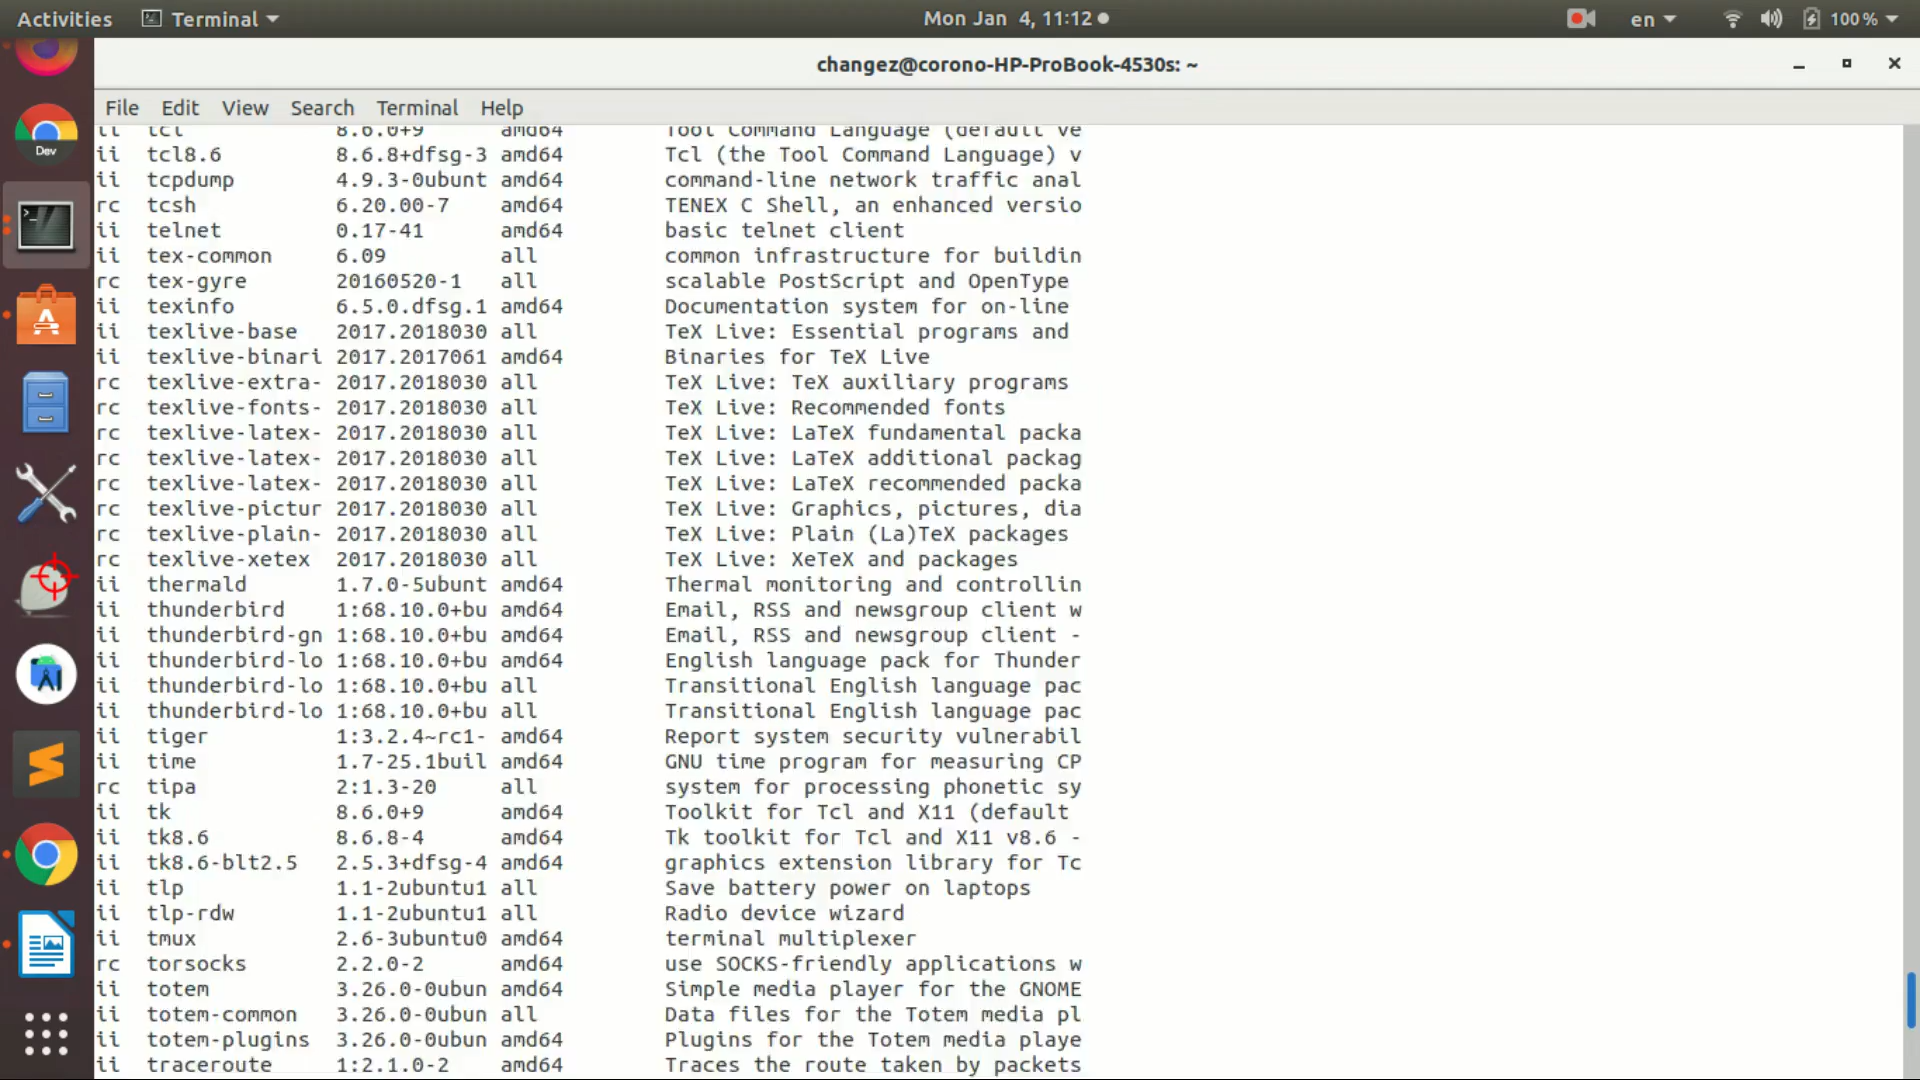 Activities Terminal Mon Jan 4, 11:12 en 100 %
changez@corono-HP-ProBook-4530s: ~
File Edit View Search Terminal Help
ii tcl 8.6.0+9 amd64 Tool Command Language (default ve
ii tcl8.6 8.6.8+dfsg-3 amd64 Tcl (the Tool Command Language) v
ii tcpdump 4.9.3-0ubunt amd64 command-line network traffic anal
rc tcsh 6.20.00-7 amd64 TENEX C Shell, an enhanced versio
ii telnet 0.17-41 amd64 basic telnet client
ii tex-common 6.09 all common infrastructure for buildin
rc tex-gyre 20160520-1 all scalable PostScript and OpenType
ii texinfo 6.5.0.dfsg.1 amd64 Documentation system for on-line
ii texlive-base 2017.2018030 all TeX Live: Essential programs and
ii texlive-binari 2017.2017061 amd64 Binaries for TeX Live
rc texlive-extra- 2017.2018030 all TeX Live: TeX auxiliary programs
rc texlive-fonts- 2017.2018030 all TeX Live: Recommended fonts
rc texlive-latex- 2017.2018030 all TeX Live: LaTeX fundamental packa
rc texlive-latex- 2017.2018030 all TeX Live: LaTeX additional packag
rc texlive-latex- 2017.2018030 all TeX Live: LaTeX recommended packa
rc texlive-pictur 2017.2018030 all TeX Live: Graphics, pictures, dia
rc texlive-plain- 2017.2018030 all TeX Live: Plain (La)TeX packages
rc texlive-xetex 2017.2018030 all TeX Live: XeTeX and packages
ii thermald 1.7.0-5ubunt amd64 Thermal monitoring and controllin
ii thunderbird 1:68.10.0+bu amd64 Email, RSS and newsgroup client w
ii thunderbird-gn 1:68.10.0+bu amd64 Email, RSS and newsgroup client -
ii thunderbird-lo 1:68.10.0+bu amd64 English language pack for Thunder
ii thunderbird-lo 1:68.10.0+bu all Transitional English language pac
ii thunderbird-lo 1:68.10.0+bu all Transitional English language pac
ii tiger 1:3.2.4~rc1- amd64 Report system security vulnerabil
ii time 1.7-25.1buil amd64 GNU time program for measuring CP
rc tipa 2:1.3-20 all system for processing phonetic sy
ii tk 8.6.0+9 amd64 Toolkit for Tcl and X11 (default
ii tk8.6 8.6.8-4 amd64 Tk toolkit for Tcl and X11 v8.6 -
ii tk8.6-blt2.5 2.5.3+dfsg-4 amd64 graphics extension library for Tc
ii tlp 1.1-2ubuntu1 all Save battery power on laptops
ii tlp-rdw 1.1-2ubuntu1 all Radio device wizard
ii tmux 2.6-3ubuntu0 amd64 terminal multiplexer
rc torsocks 2.2.0-2 amd64 use SOCKS-friendly applications w
ii totem 3.26.0-0ubun amd64 Simple media player for the GNOME
ii totem-common 3.26.0-0ubun all Data files for the Totem media pl
ii totem-plugins 3.26.0-0ubun amd64 Plugins for the Totem media playe
ii traceroute 1:2.1.0-2 amd64 Traces the route taken by packets
Dev